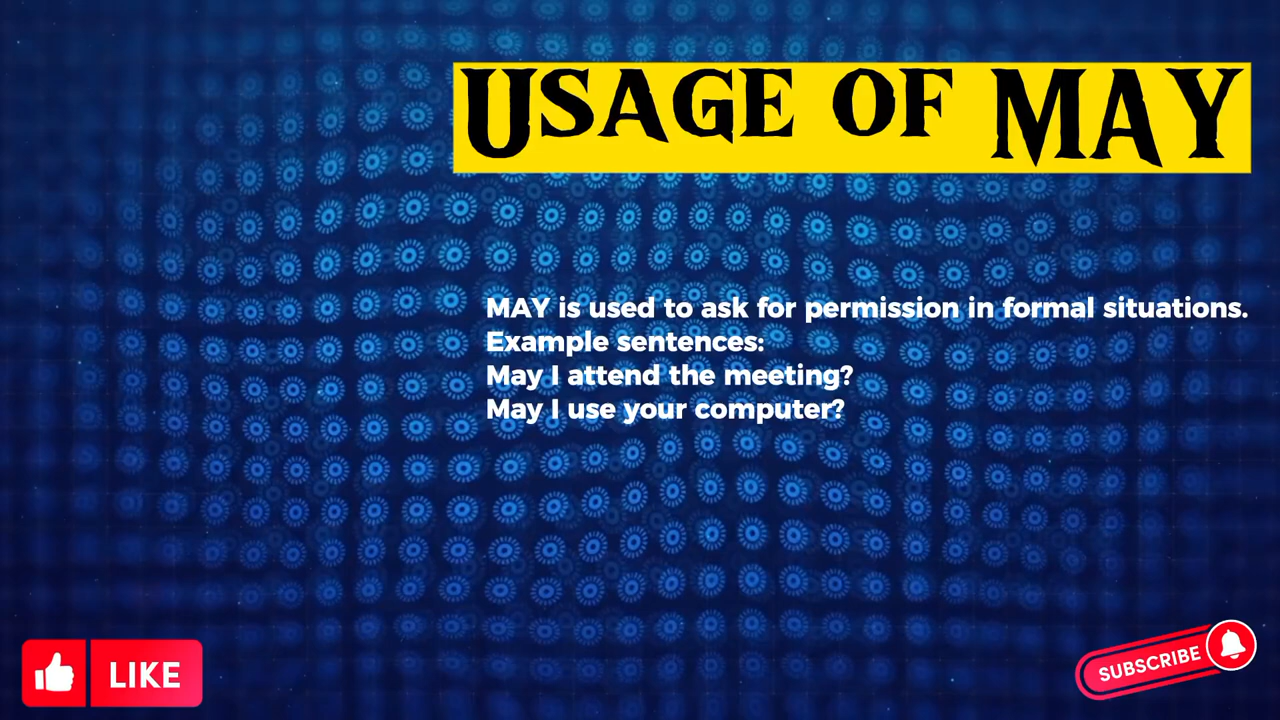 USAGE OF MAY
MAY is used to ask for permission in formal situations.
Example sentences:
May I attend the meeting?
May I use your computer?
LIKE
SUBSCRIBE